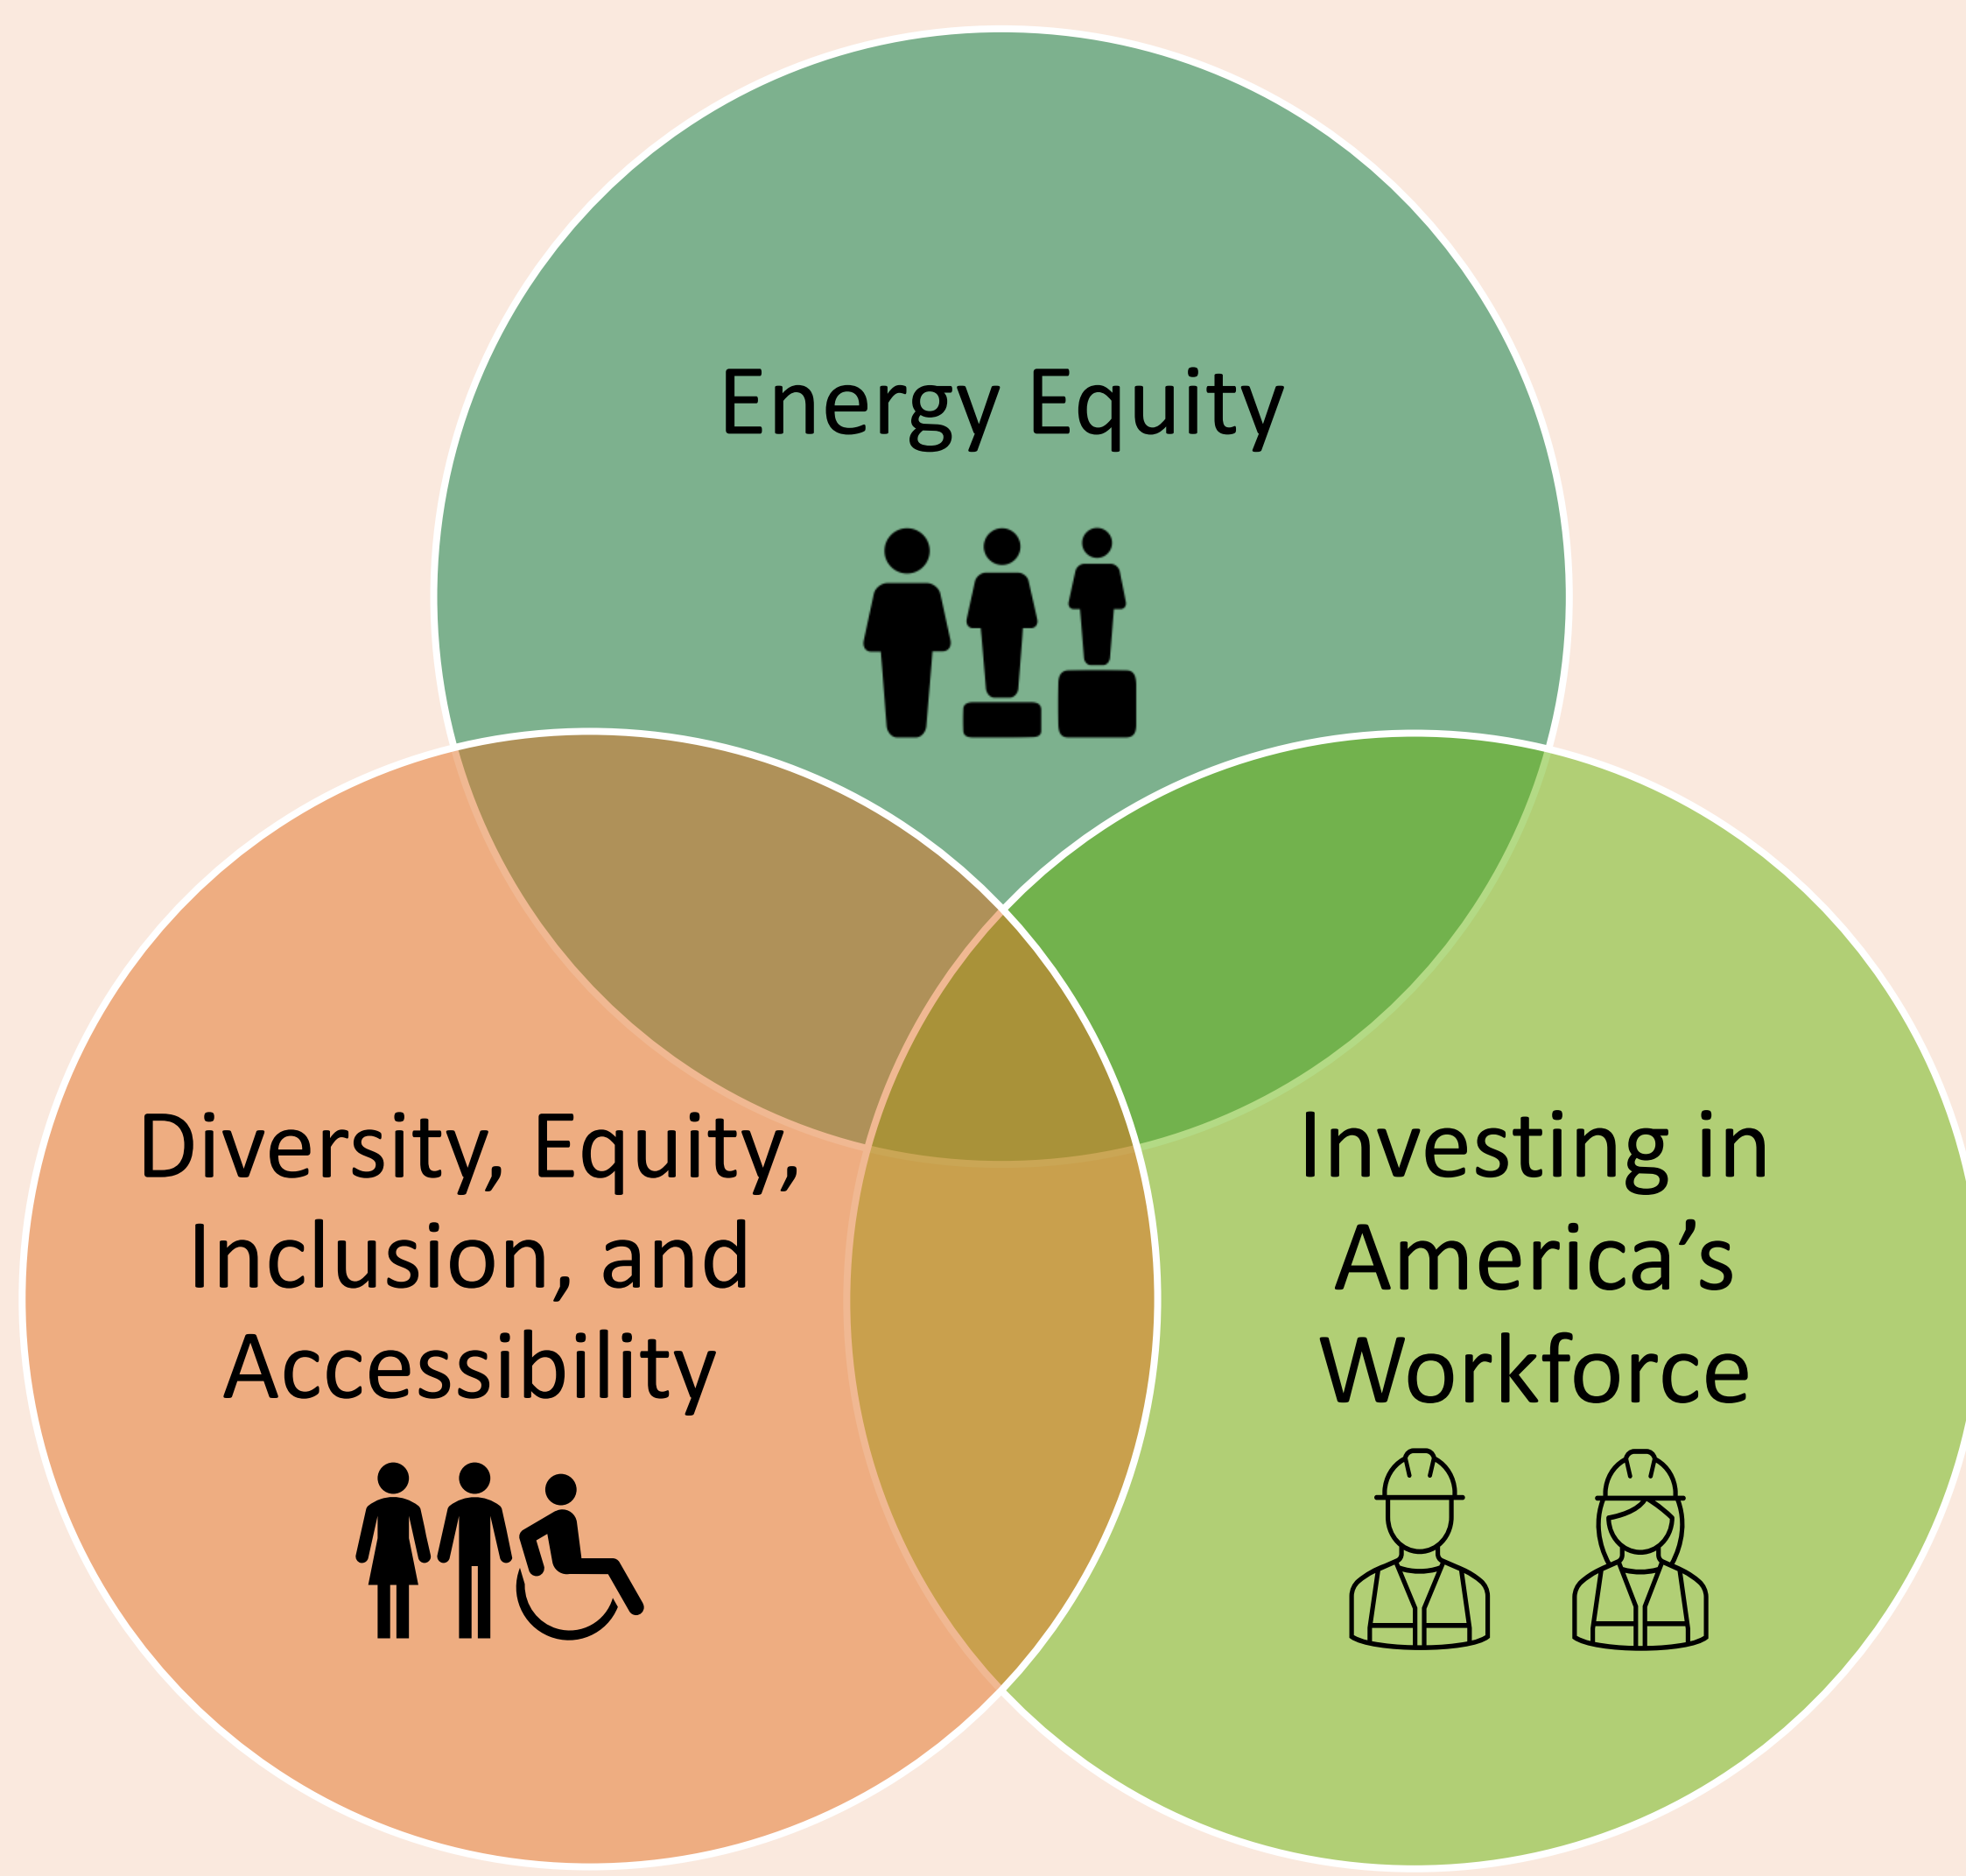 Energy Equity
Diversity, Equity,
Inclusion, and
Accessibility
Investing in
America’s
Workforce